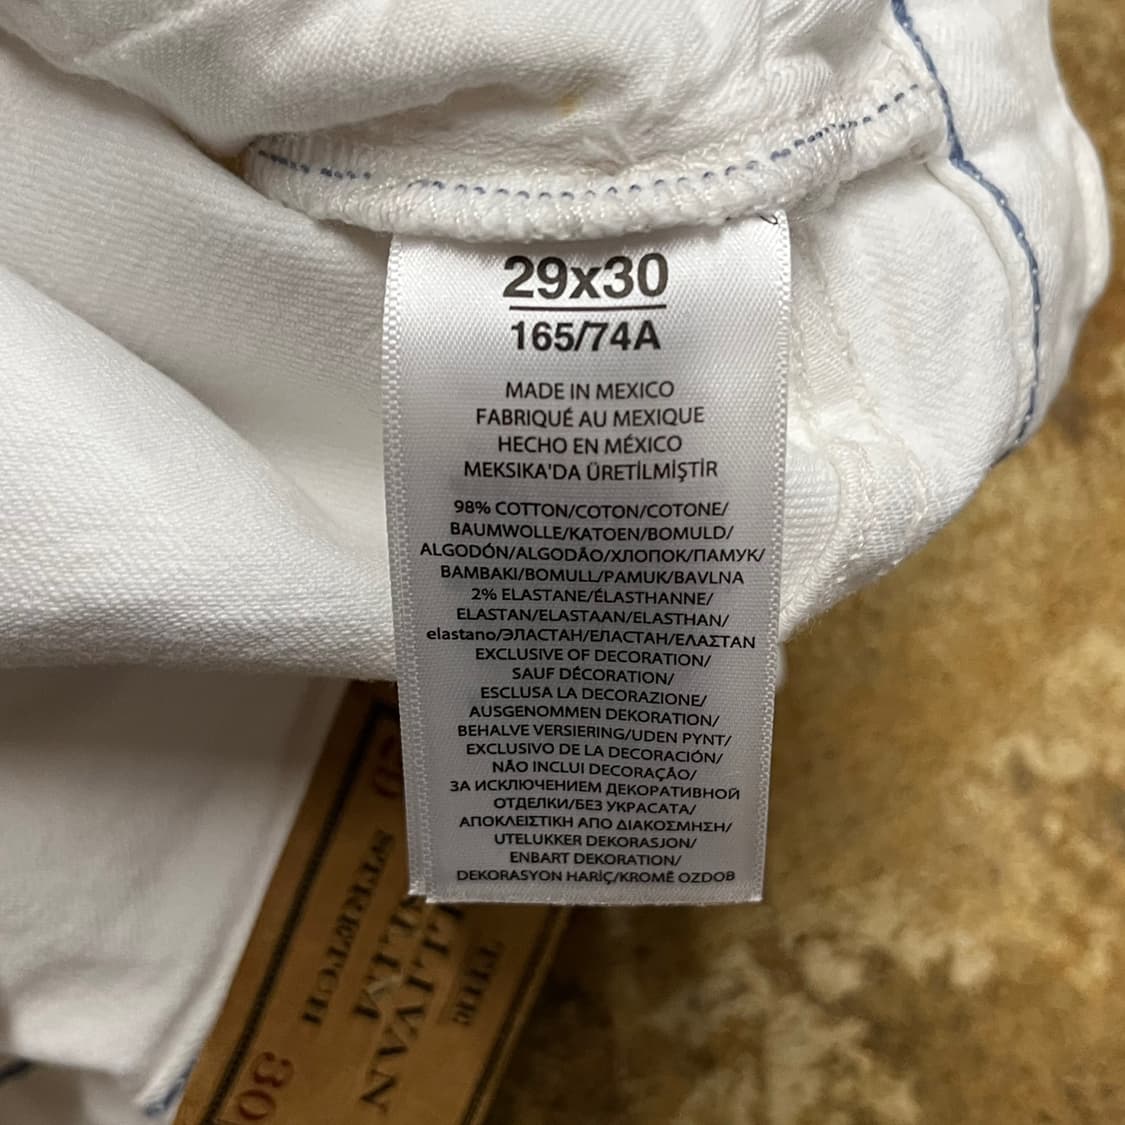 29x30
165/74A
MADE IN MEXICO
FABRIQUÉ AU MEXIQUE
HECHO EN MÉXICO
MEKSIKA'DA ÜRETİLMİŞTİR
98% COTTON/COTON/COTONE/
BAUMWOLLE/KATOEN/BOMULD/
ALGODÓN/ALGODÃO/ХЛОПОК/ПАМУК/
BAMBAKI/BOMULL/PAMUK/BAVLNA
2% ELASTANE/ÉLASTHANNE/
ELASTAN/ELASTAAN/ELASTHAN/
elastano/ЭЛАСТАН/ЕЛАСТАН/ΕΛΑΣΤΑΝ
EXCLUSIVE OF DECORATION/
SAUF DÉCORATION/
ESCLUSA LA DECORAZIONE/
AUSGENOMMEN DEKORATION/
BEHALVE VERSIERING/UDEN PYNT/
EXCLUSIVO DE LA DECORACIÓN/
NÃO INCLUI DECORAÇÃO/
ЗА ИСКЛЮЧЕНИЕМ ДЕКОРАТИВНОЙ
ОТДЕЛКИ/БЕЗ УКРАСАТА/
ΑΠΟΚΛΕΙΣΤΙΚΗ ΑΠΟ ΔΙΑΚΟΣΜΗΣΗ/
UTELUKKER DEKORASJON/
ENBART DEKORATION/
DEKORASYON HARİÇ/KROMĚ OZDOB
THE
SLIM
STRETCH
30